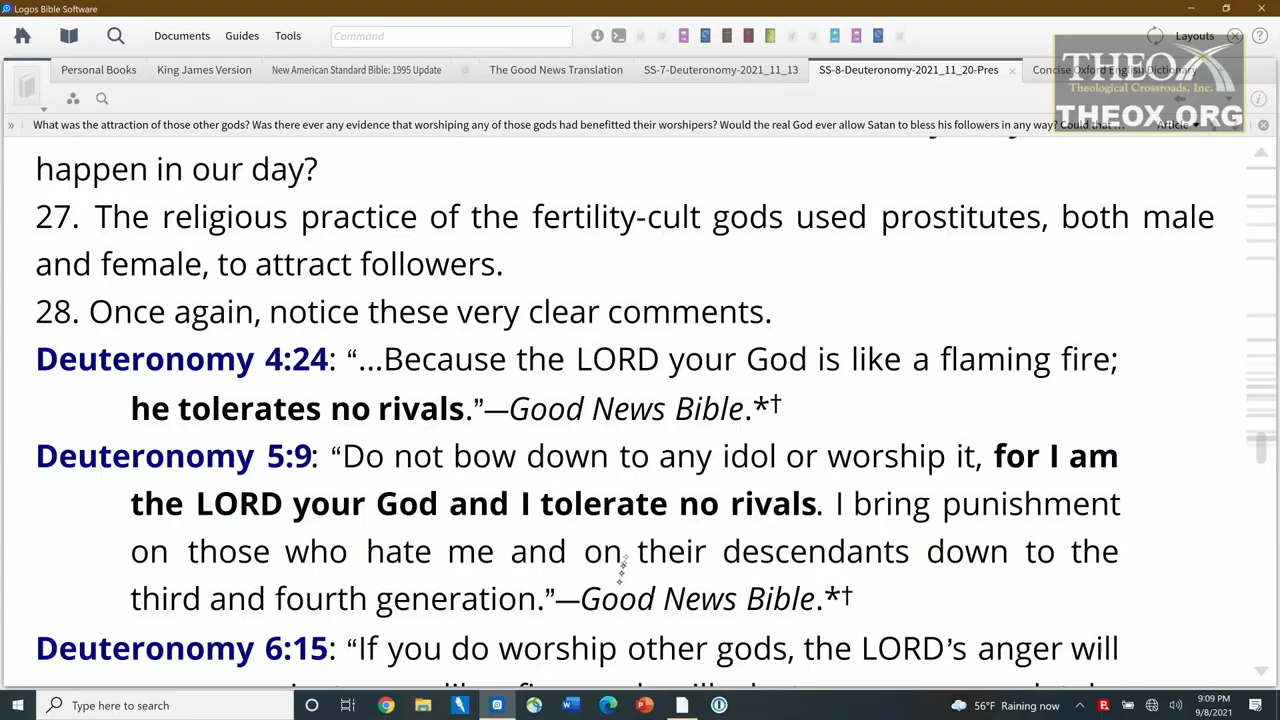 Logos Bible Software
Documents Guides Tools Command Layouts
Personal Books King James Version New American Standar The Good News Translation SS-7-Deuteronomy-2021_11_13 SS-8-Deuteronomy-2021_11_20-Pres Concise Oxford English Dictionary
THEOX
Theological Crossroads, Inc.
THEOX.ORG
» What was the attraction of those other gods? Was there ever any evidence that worshiping any of those gods had benefitted their worshipers? Would the real God ever allow Satan to bless his followers in any way? Could that ... Article
happen in our day?
27. The religious practice of the fertility-cult gods used prostitutes, both male
and female, to attract followers.
28. Once again, notice these very clear comments.
Deuteronomy 4:24: “...Because the LORD your God is like a flaming fire;
he tolerates no rivals.”—Good News Bible.*†
Deuteronomy 5:9: “Do not bow down to any idol or worship it, for I am
the LORD your God and I tolerate no rivals. I bring punishment
on those who hate me and on their descendants down to the
third and fourth generation.”—Good News Bible.*†
Deuteronomy 6:15: “If you do worship other gods, the LORD’s anger will
Type here to search 56°F Raining now 9:09 PM
9/8/2021